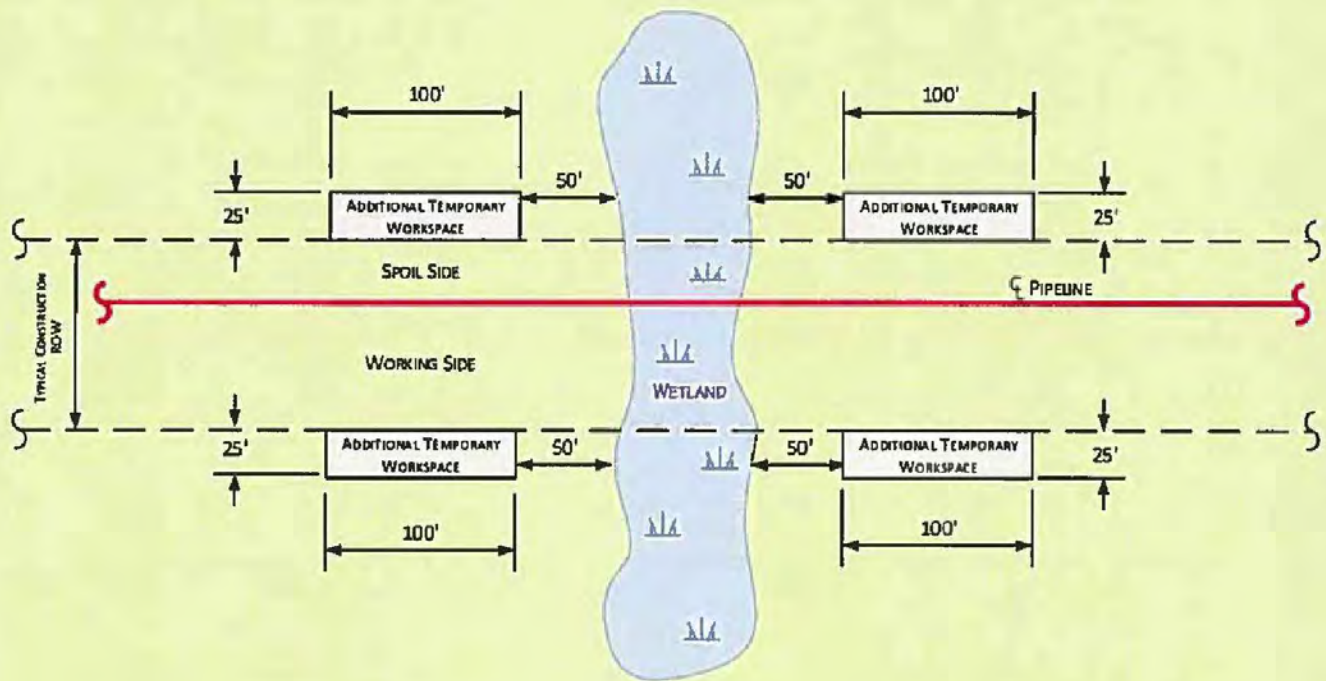 100'
100'
50'
50'
25'
ADDITIONAL TEMPORARY
WORKSPACE
ADDITIONAL TEMPORARY
WORKSPACE
25'
SPOIL SIDE
℄ PIPELINE
TYPICAL CONSTRUCTION
ROW
WORKING SIDE
WETLAND
25'
ADDITIONAL TEMPORARY
WORKSPACE
50'
50'
ADDITIONAL TEMPORARY
WORKSPACE
25'
100'
100'